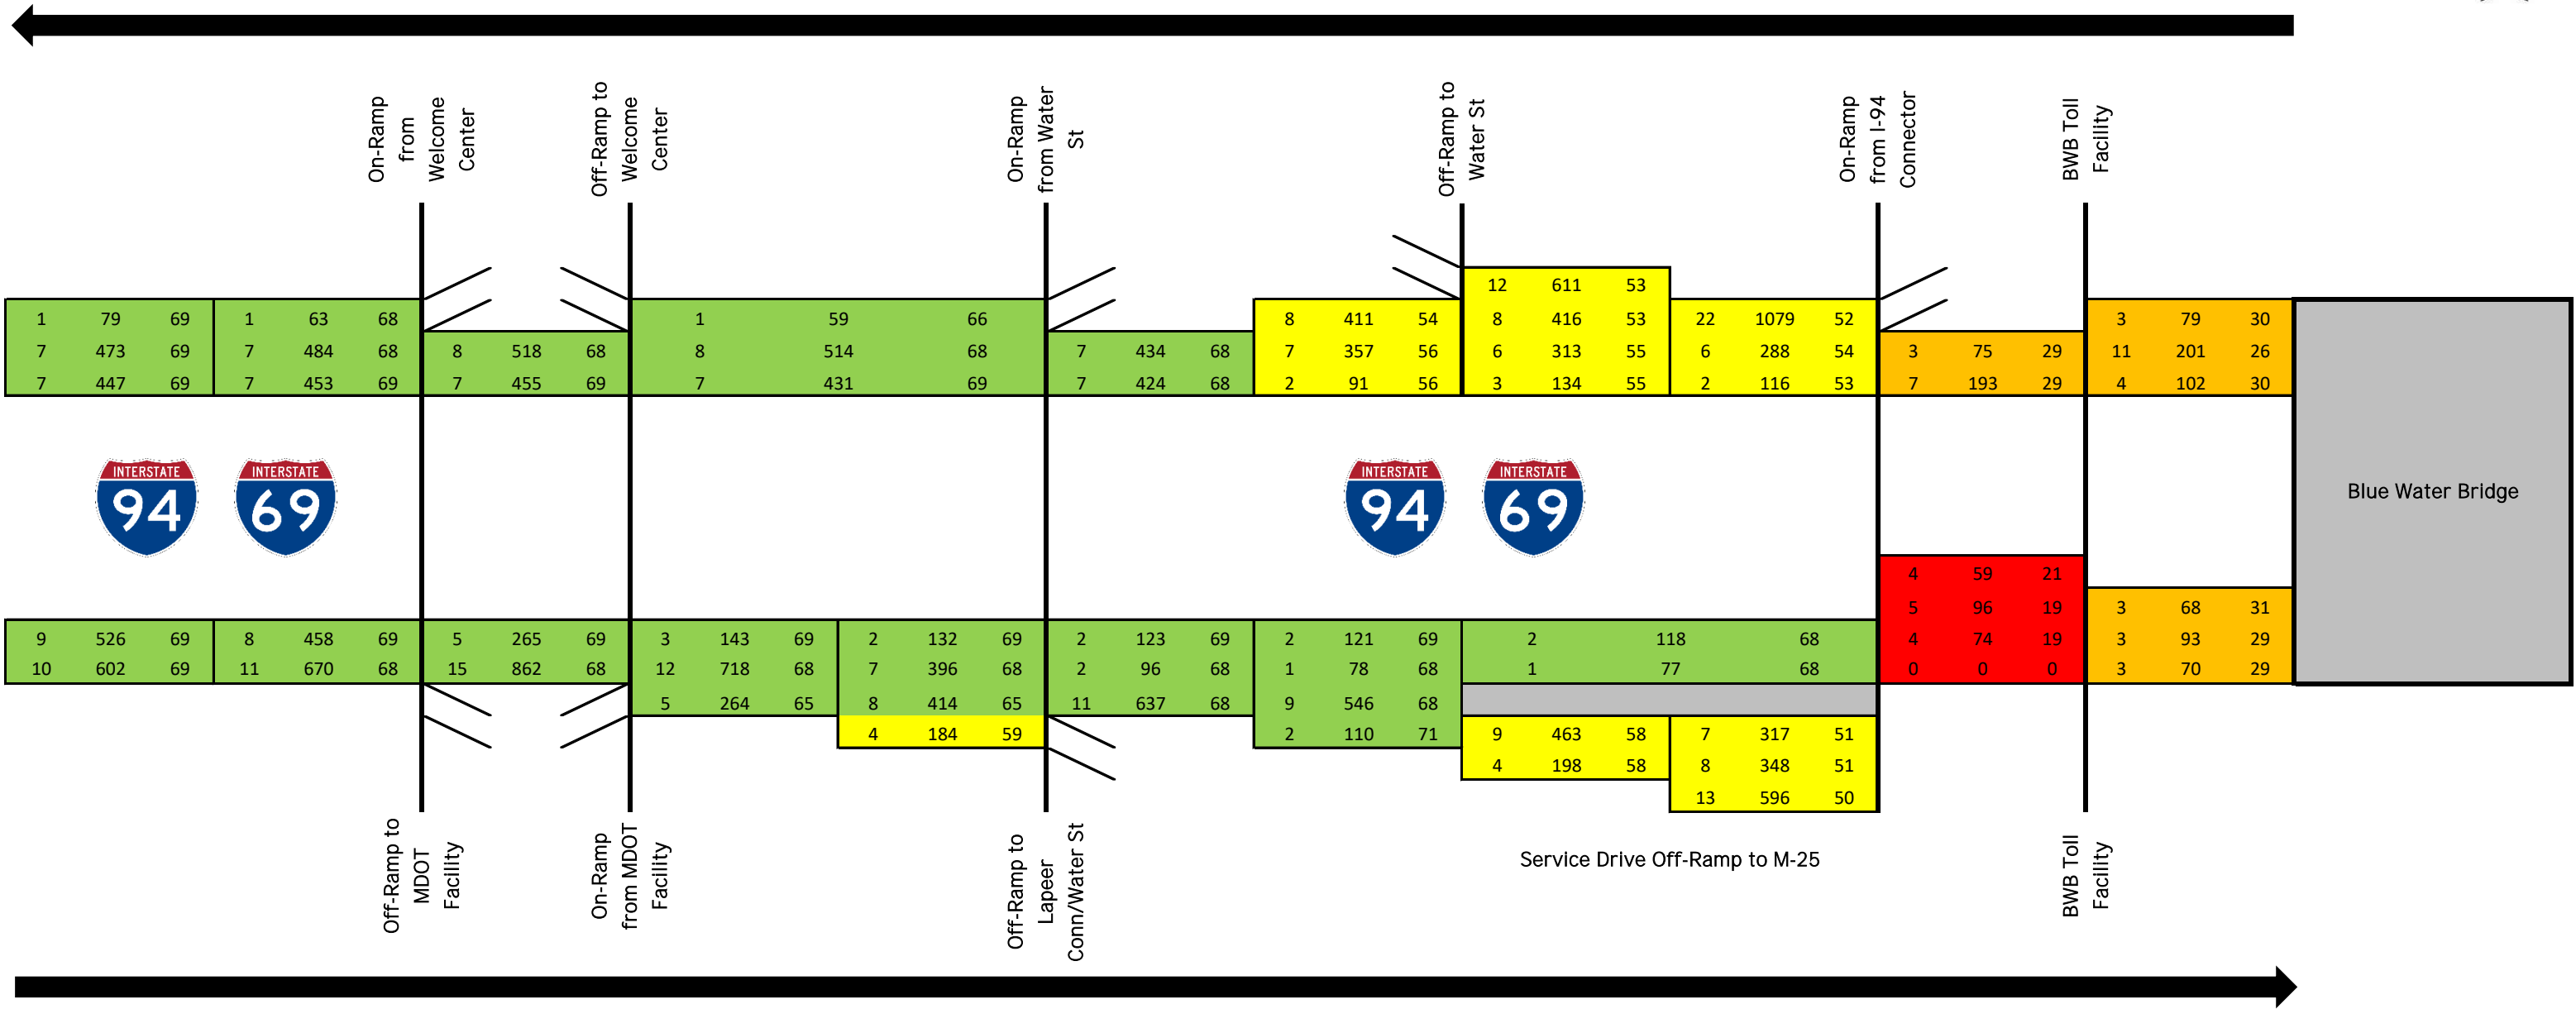 On-Ramp
from
Welcome
Center
Off-Ramp to
Welcome
Center
On-Ramp
from Water
St
Off-Ramp to
Water St
On-Ramp
from I-94
Connector
BWB Toll
Facility
12 611 53
1 79 69 1 63 68 1 59 66 8 411 54 8 416 53 22 1079 52 3 79 30
7 473 69 7 484 68 8 518 68 8 514 68 7 434 68 7 357 56 6 313 55 6 288 54 3 75 29 11 201 26
7 447 69 7 453 69 7 455 69 7 431 69 7 424 68 2 91 56 3 134 55 2 116 53 7 193 29 4 102 30
INTERSTATE
94
INTERSTATE
69
INTERSTATE
94
INTERSTATE
69
Blue Water Bridge
4 59 21
5 96 19 3 68 31
9 526 69 8 458 69 5 265 69 3 143 69 2 132 69 2 123 69 2 121 69 2 118 68 4 74 19 3 93 29
10 602 69 11 670 68 15 862 68 12 718 68 7 396 68 2 96 68 1 78 68 1 77 68 0 0 0 3 70 29
5 264 65 8 414 65 11 637 68 9 546 68
4 184 59 2 110 71 9 463 58 7 317 51
4 198 58 8 348 51
13 596 50
Off-Ramp to
MDOT
Facility
On-Ramp
from MDOT
Facility
Off-Ramp to
Lapeer
Conn/Water St
Service Drive Off-Ramp to M-25
BWB Toll
Facility